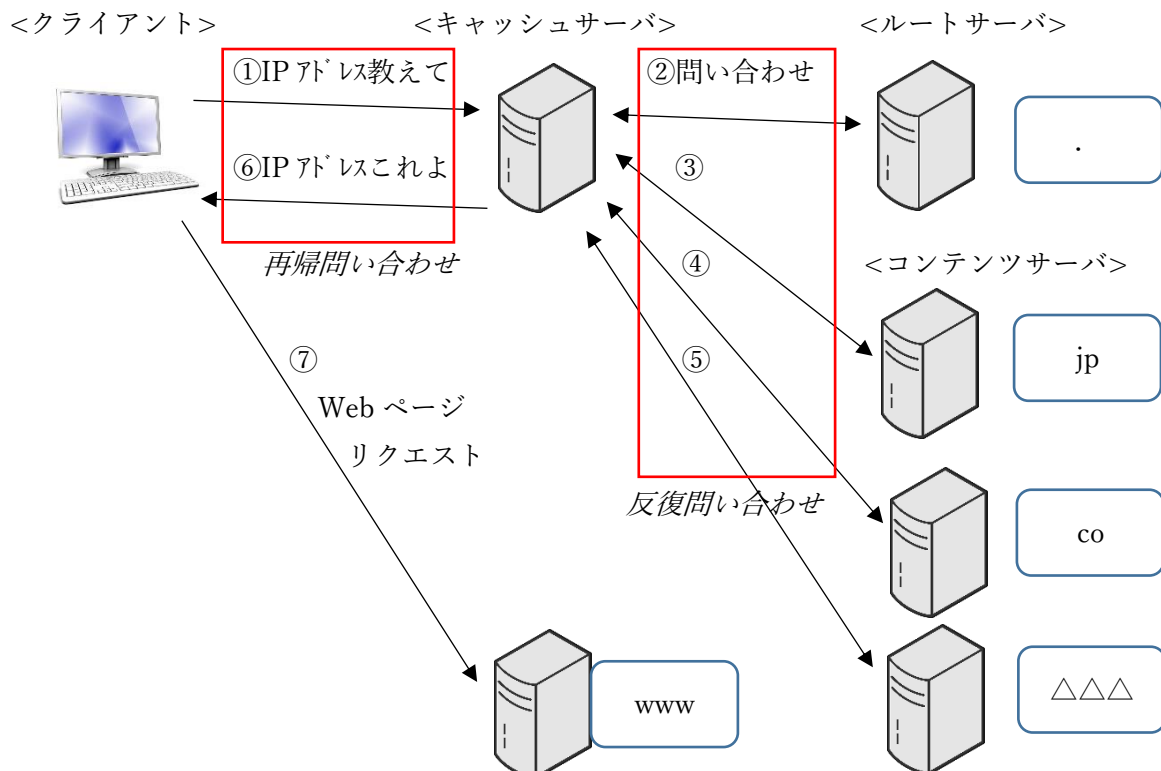 <クライアント>
<キャッシュサーバ>
<ルートサーバ>
①IP ｱﾄﾞﾚｽ教えて
②問い合わせ
.
⑥IP ｱﾄﾞﾚｽこれよ
③
再帰問い合わせ
④
<コンテンツサーバ>
⑤
jp
⑦
Web ページ
リクエスト
反復問い合わせ
co
www
△△△